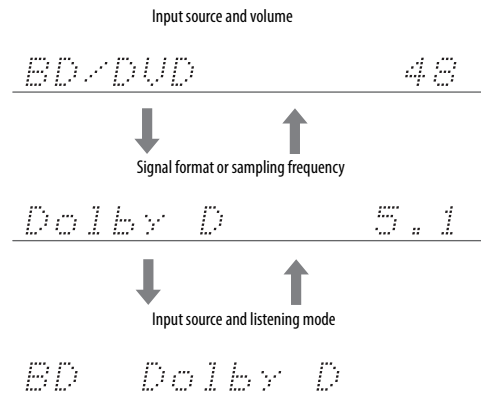 Input source and volume
BD/DVD 48
Signal format or sampling frequency
Dolby D 5.1
Input source and listening mode
BD Dolby D